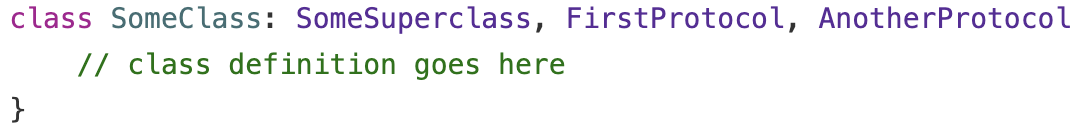 class SomeClass: SomeSuperclass, FirstProtocol, AnotherProtocol
    // class definition goes here
}